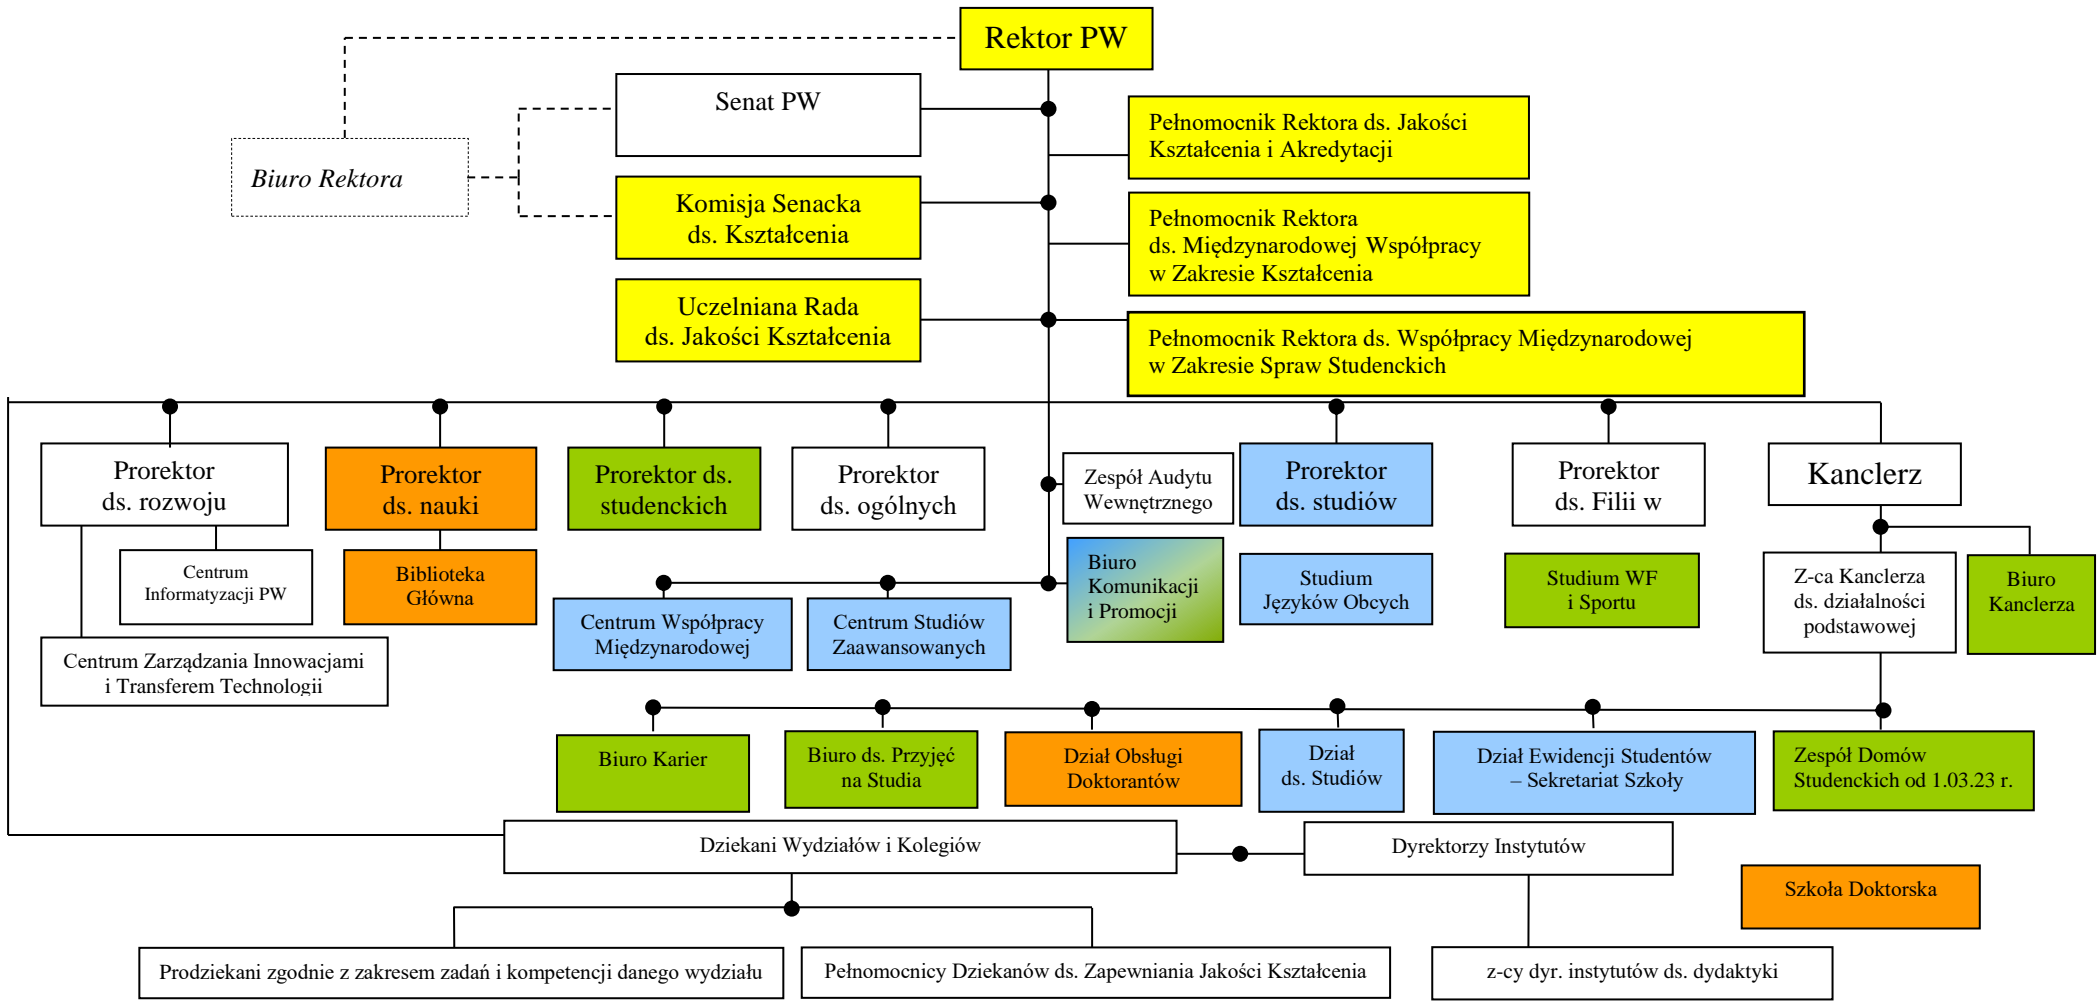 Rektor PW
Senat PW
Pełnomocnik Rektora ds. Jakości
Kształcenia i Akredytacji
Biuro Rektora
Komisja Senacka
ds. Kształcenia
Pełnomocnik Rektora
ds. Międzynarodowej Współpracy
w Zakresie Kształcenia
Uczelniana Rada
ds. Jakości Kształcenia
Pełnomocnik Rektora ds. Współpracy Międzynarodowej
w Zakresie Spraw Studenckich
Prorektor
ds. rozwoju
Prorektor
ds. nauki
Prorektor ds.
studenckich
Prorektor
ds. ogólnych
Zespół Audytu
Wewnętrznego
Prorektor
ds. studiów
Prorektor
ds. Filii w
Kanclerz
Centrum
Informatyzacji PW
Biblioteka
Główna
Biuro
Komunikacji
i Promocji
Studium
Języków Obcych
Studium WF
i Sportu
Z-ca Kanclerza
ds. działalności
podstawowej
Biuro
Kanclerza
Centrum Współpracy
Międzynarodowej
Centrum Studiów
Zaawansowanych
Centrum Zarządzania Innowacjami
i Transferem Technologii
Biuro Karier
Biuro ds. Przyjęć
na Studia
Dział Obsługi
Doktorantów
Dział
ds. Studiów
Dział Ewidencji Studentów
– Sekretariat Szkoły
Zespół Domów
Studenckich od 1.03.23 r.
Dziekani Wydziałów i Kolegiów
Dyrektorzy Instytutów
Szkoła Doktorska
Prodziekani zgodnie z zakresem zadań i kompetencji danego wydziału
Pełnomocnicy Dziekanów ds. Zapewniania Jakości Kształcenia
z-cy dyr. instytutów ds. dydaktyki